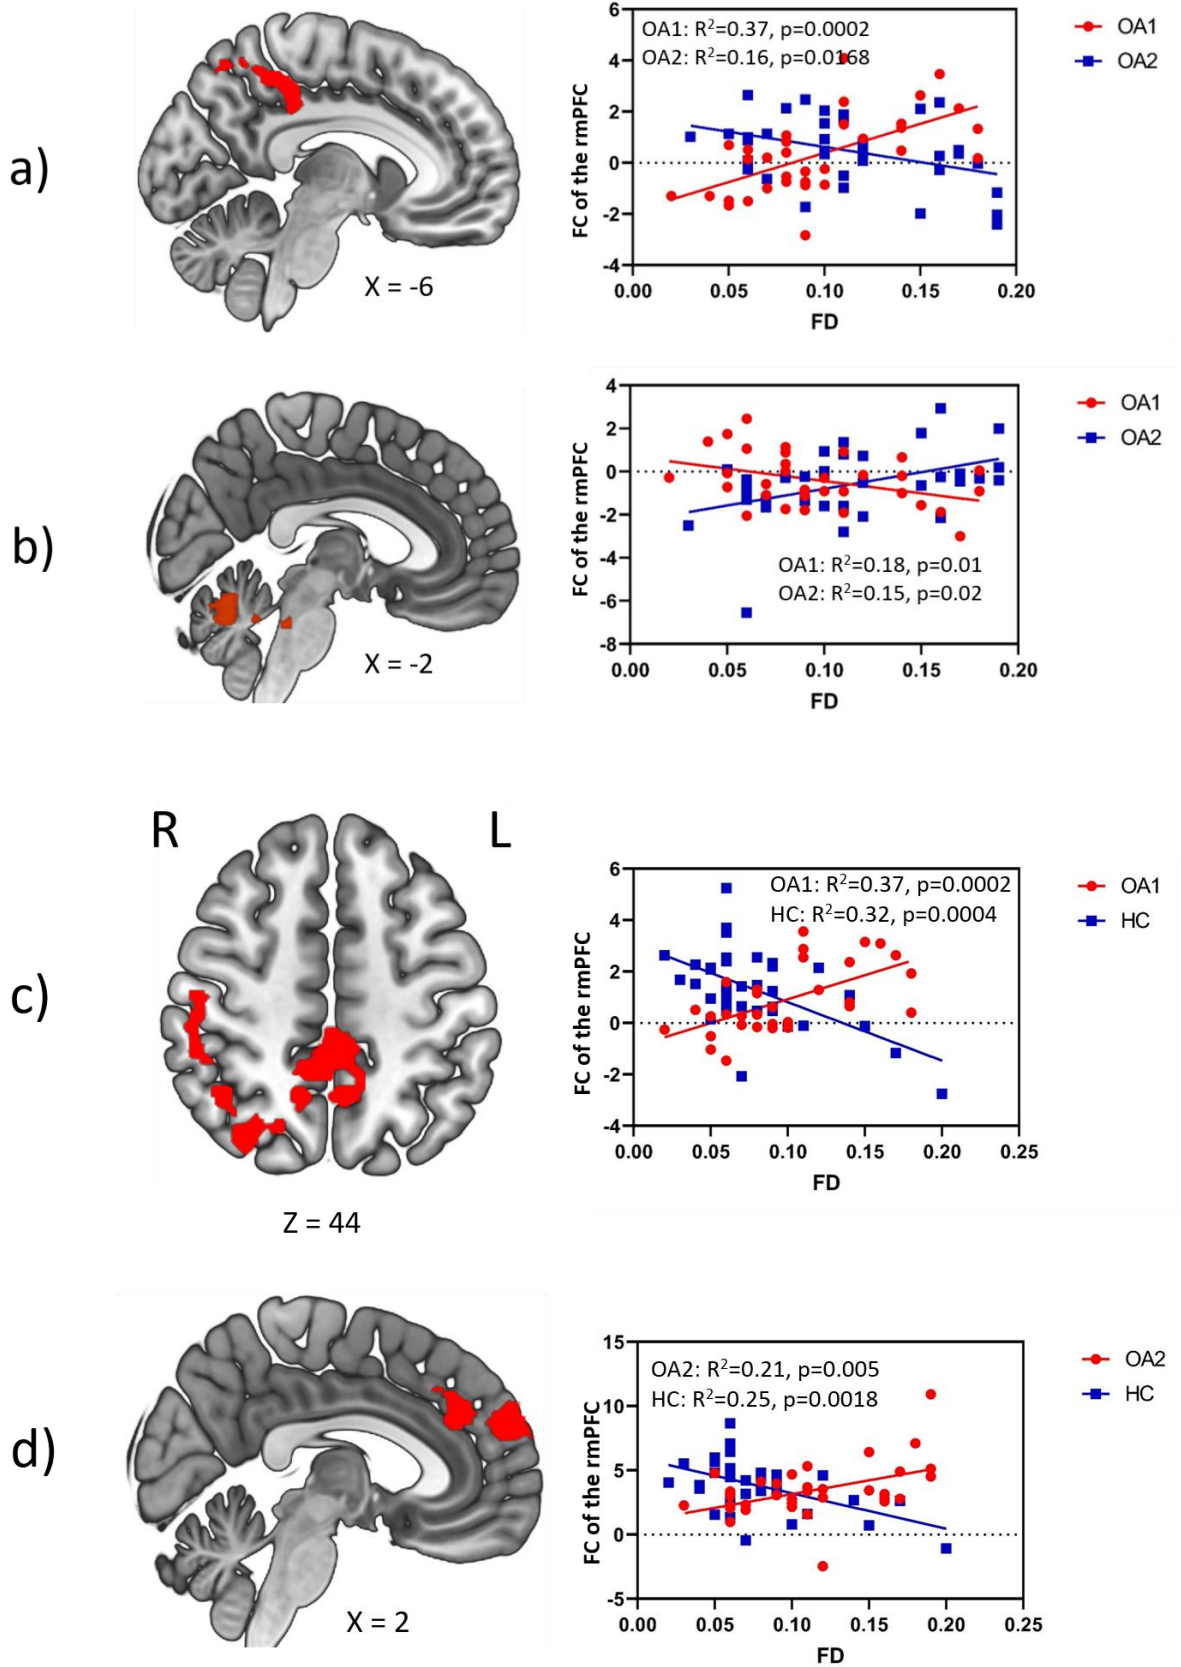 a)
X = -6
OA1: R²=0.37, p=0.0002
OA2: R²=0.16, p=0.0168
OA1
OA2
FC of the rmPFC
6
4
2
0
-2
-4
0.00 0.05 0.10 0.15 0.20
FD
b)
X = -2
OA1
OA2
FC of the rmPFC
4
2
0
-2
-4
-6
-8
OA1: R²=0.18, p=0.01
OA2: R²=0.15, p=0.02
0.00 0.05 0.10 0.15 0.20
FD
c)
R L
Z = 44
OA1: R²=0.37, p=0.0002
HC: R²=0.32, p=0.0004
OA1
HC
FC of the rmPFC
6
4
2
0
-2
-4
0.00 0.05 0.10 0.15 0.20 0.25
FD
d)
X = 2
OA2: R²=0.21, p=0.005
HC: R²=0.25, p=0.0018
OA2
HC
FC of the rmPFC
15
10
5
0
-5
0.00 0.05 0.10 0.15 0.20 0.25
FD